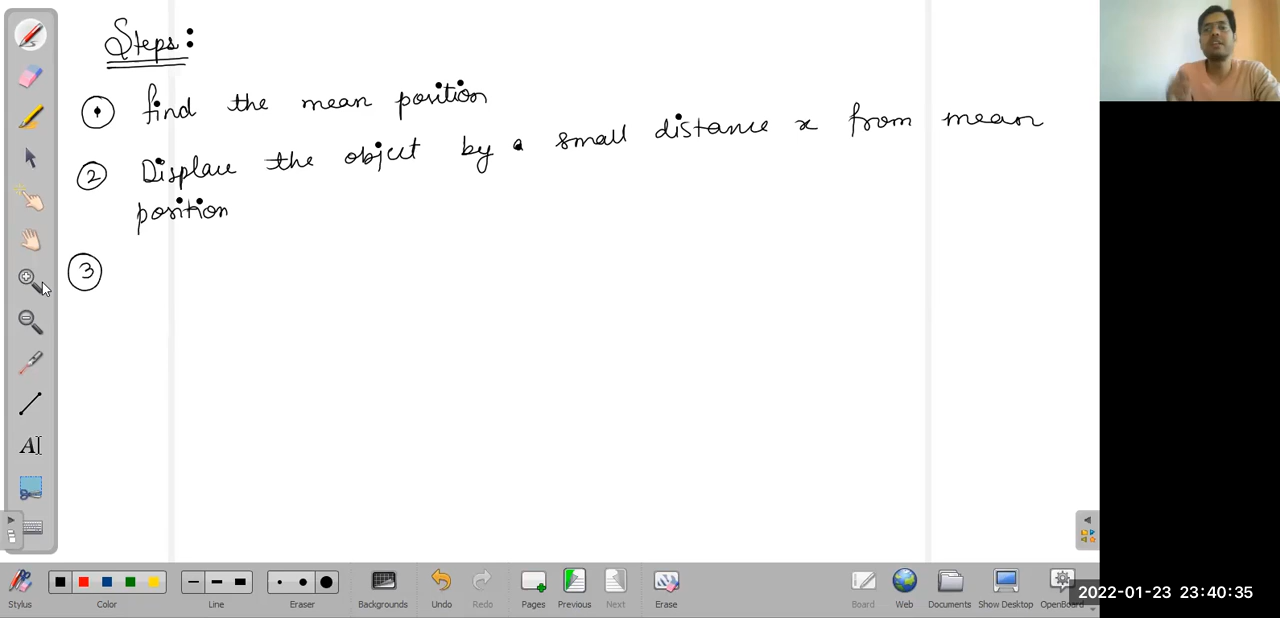 Steps:
① find the mean position
② Displace the object by a small distance x from mean
position
③
AI
Stylus
Color
Line
Eraser
Backgrounds
Undo
Redo
Pages
Previous
Next
Erase
Board
Web
Documents
Show Desktop
OpenBoard
2022-01-23 23:40:35